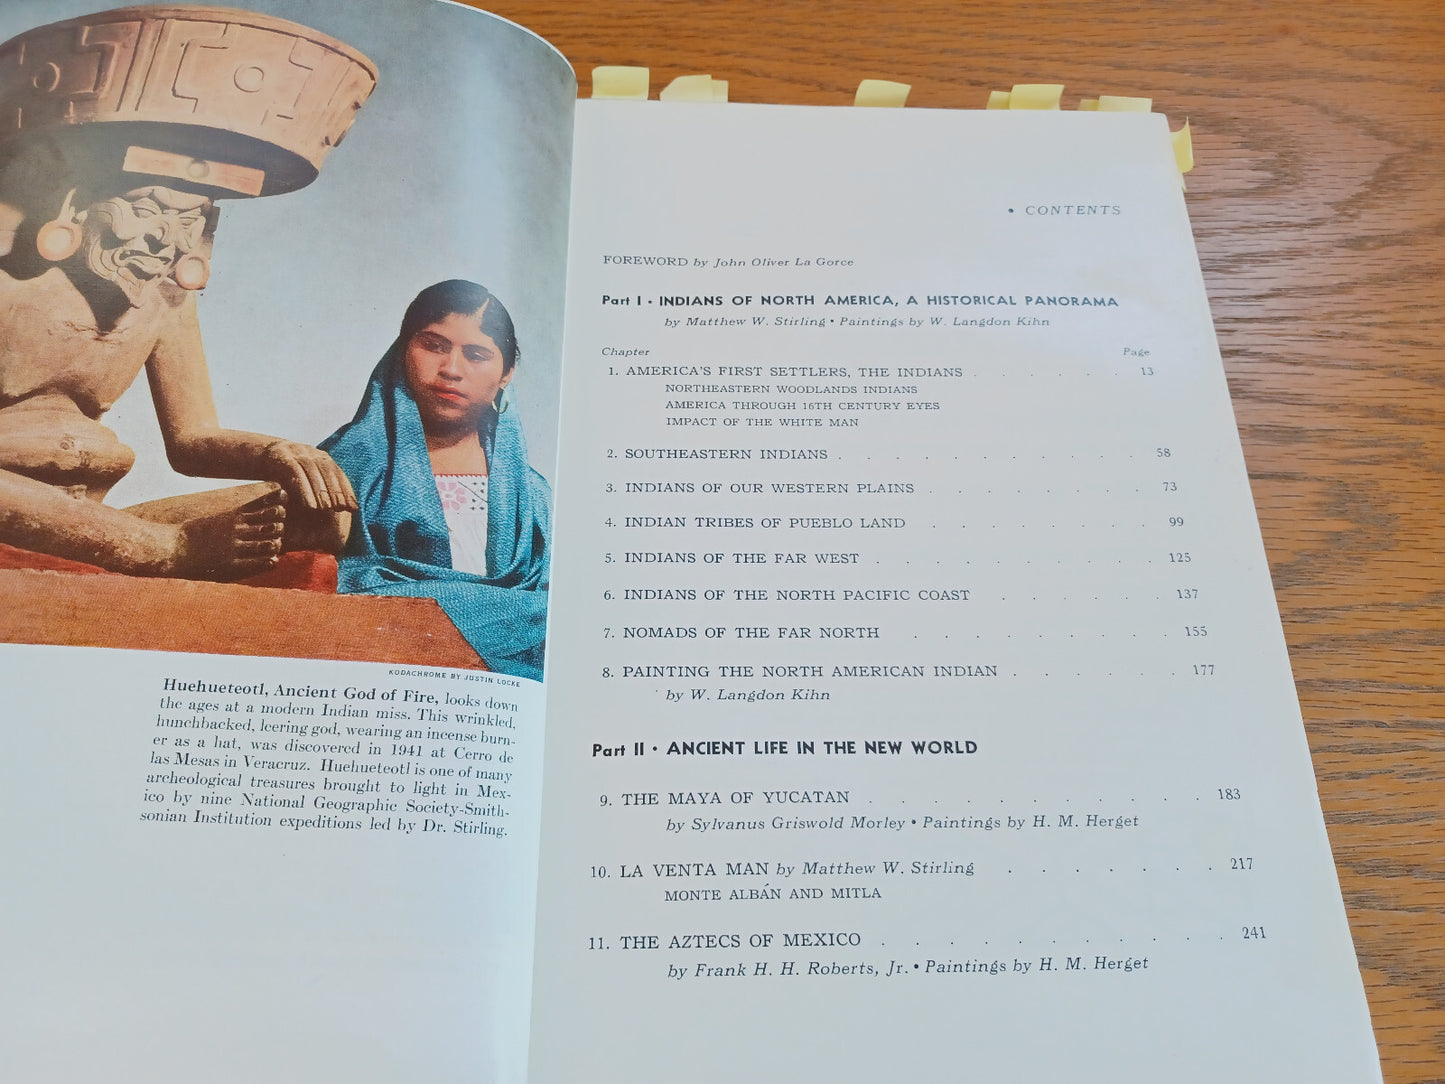 KODACHROME BY JUSTIN LOCKE
Huehueteotl, Ancient God of Fire, looks down
the ages at a modern Indian miss. This wrinkled,
hunchbacked, leering god, wearing an incense burn-
er as a hat, was discovered in 1941 at Cerro de
las Mesas in Veracruz. Huehueteotl is one of many
archeological treasures brought to light in Mex-
ico by nine National Geographic Society-Smith-
sonian Institution expeditions led by Dr. Stirling.
• CONTENTS
FOREWORD by John Oliver La Gorce
Part I • INDIANS OF NORTH AMERICA, A HISTORICAL PANORAMA
by Matthew W. Stirling • Paintings by W. Langdon Kihn
Chapter Page
1. AMERICA'S FIRST SETTLERS, THE INDIANS . . . . . . 13
NORTHEASTERN WOODLANDS INDIANS
AMERICA THROUGH 16TH CENTURY EYES
IMPACT OF THE WHITE MAN
2. SOUTHEASTERN INDIANS . . . . . . . . . . . 58
3. INDIANS OF OUR WESTERN PLAINS . . . . . . . . 73
4. INDIAN TRIBES OF PUEBLO LAND . . . . . . . . 99
5. INDIANS OF THE FAR WEST . . . . . . . . . . 125
6. INDIANS OF THE NORTH PACIFIC COAST . . . . . . 137
7. NOMADS OF THE FAR NORTH . . . . . . . . . 155
8. PAINTING THE NORTH AMERICAN INDIAN . . . . . . 177
by W. Langdon Kihn
Part II • ANCIENT LIFE IN THE NEW WORLD
9. THE MAYA OF YUCATAN . . . . . . . . . . . 183
by Sylvanus Griswold Morley • Paintings by H. M. Herget
10. LA VENTA MAN by Matthew W. Stirling . . . . . . 217
MONTE ALBÁN AND MITLA
11. THE AZTECS OF MEXICO . . . . . . . . . . 241
by Frank H. H. Roberts, Jr. • Paintings by H. M. Herget